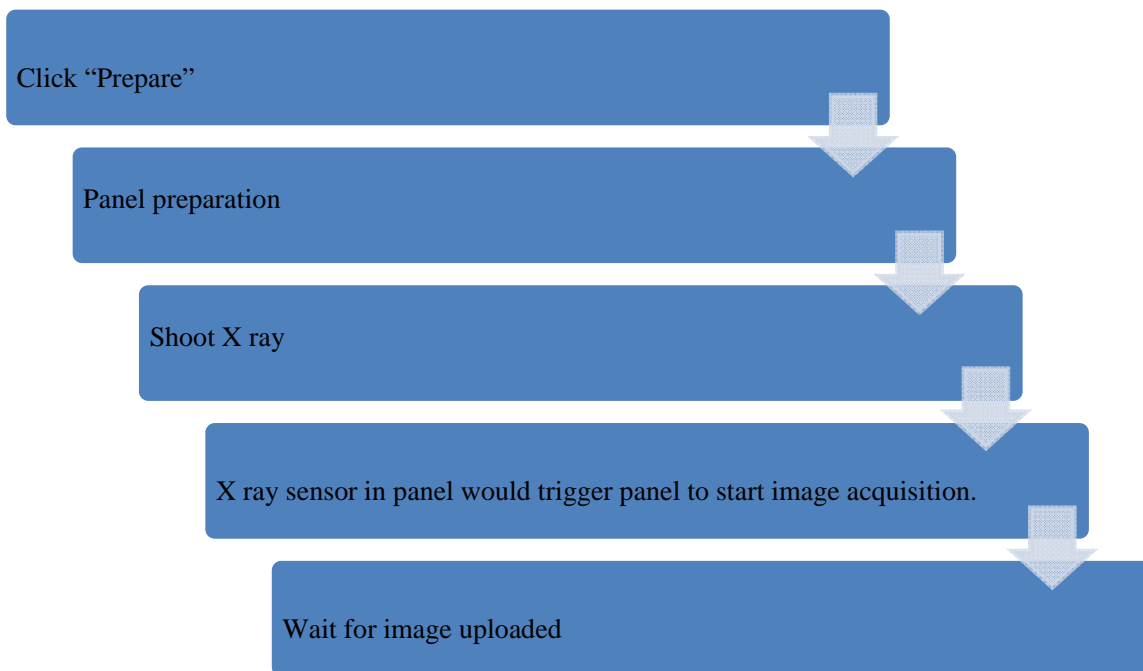 Click “Prepare”
Panel preparation
Shoot X ray
X ray sensor in panel would trigger panel to start image acquisition.
Wait for image uploaded